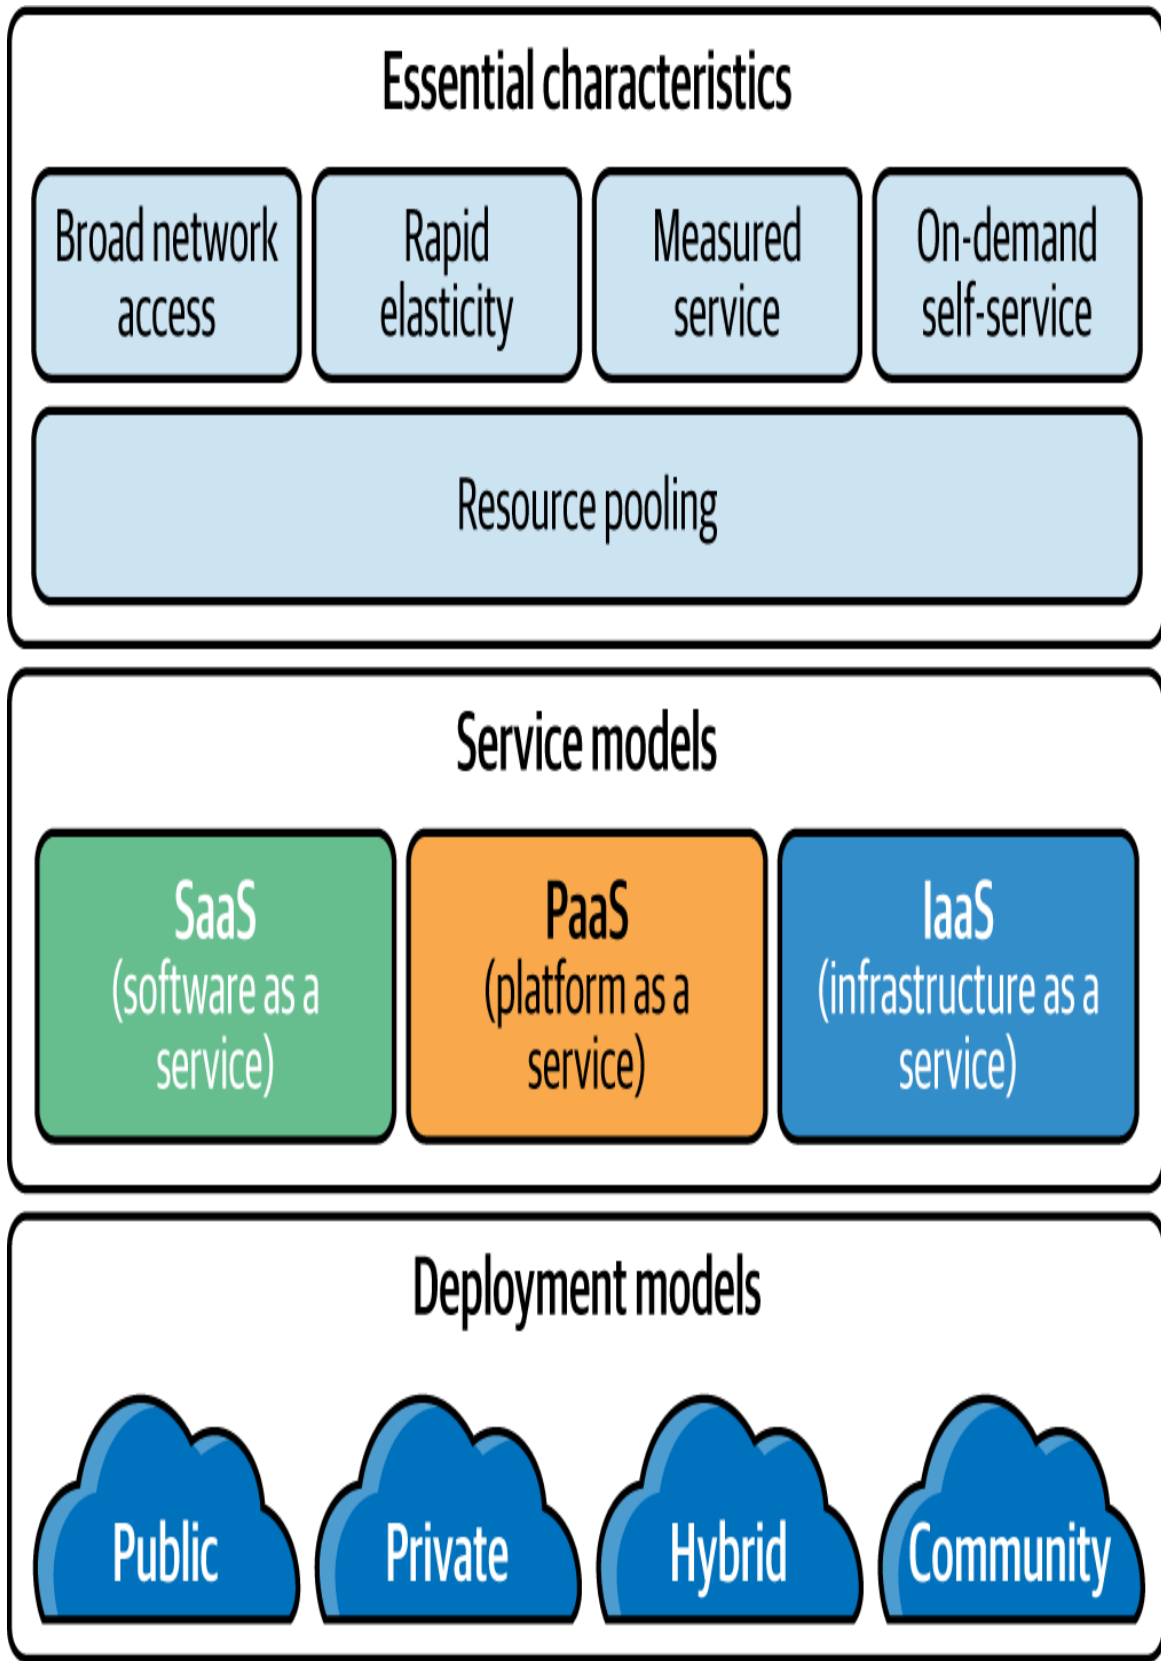 Essential characteristics
Broad network
access
Rapid
elasticity
Measured
service
On-demand
self-service
Resource pooling
Service models
SaaS
(software as a
service)
PaaS
(platform as a
service)
IaaS
(infrastructure as a
service)
Deployment models
Public
Private
Hybrid
Community